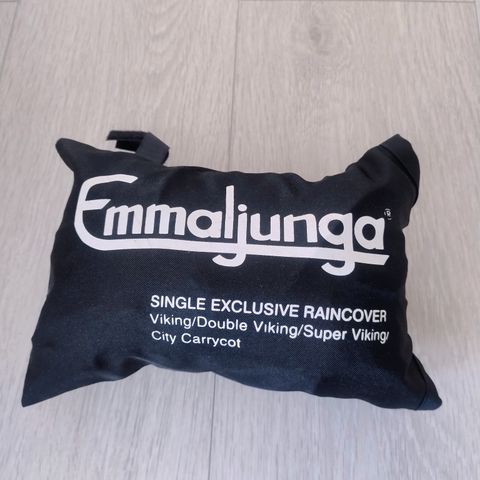 Emmaljunga®
SINGLE EXCLUSIVE RAINCOVER
Viking/Double Viking/Super Viking/
City Carrycot